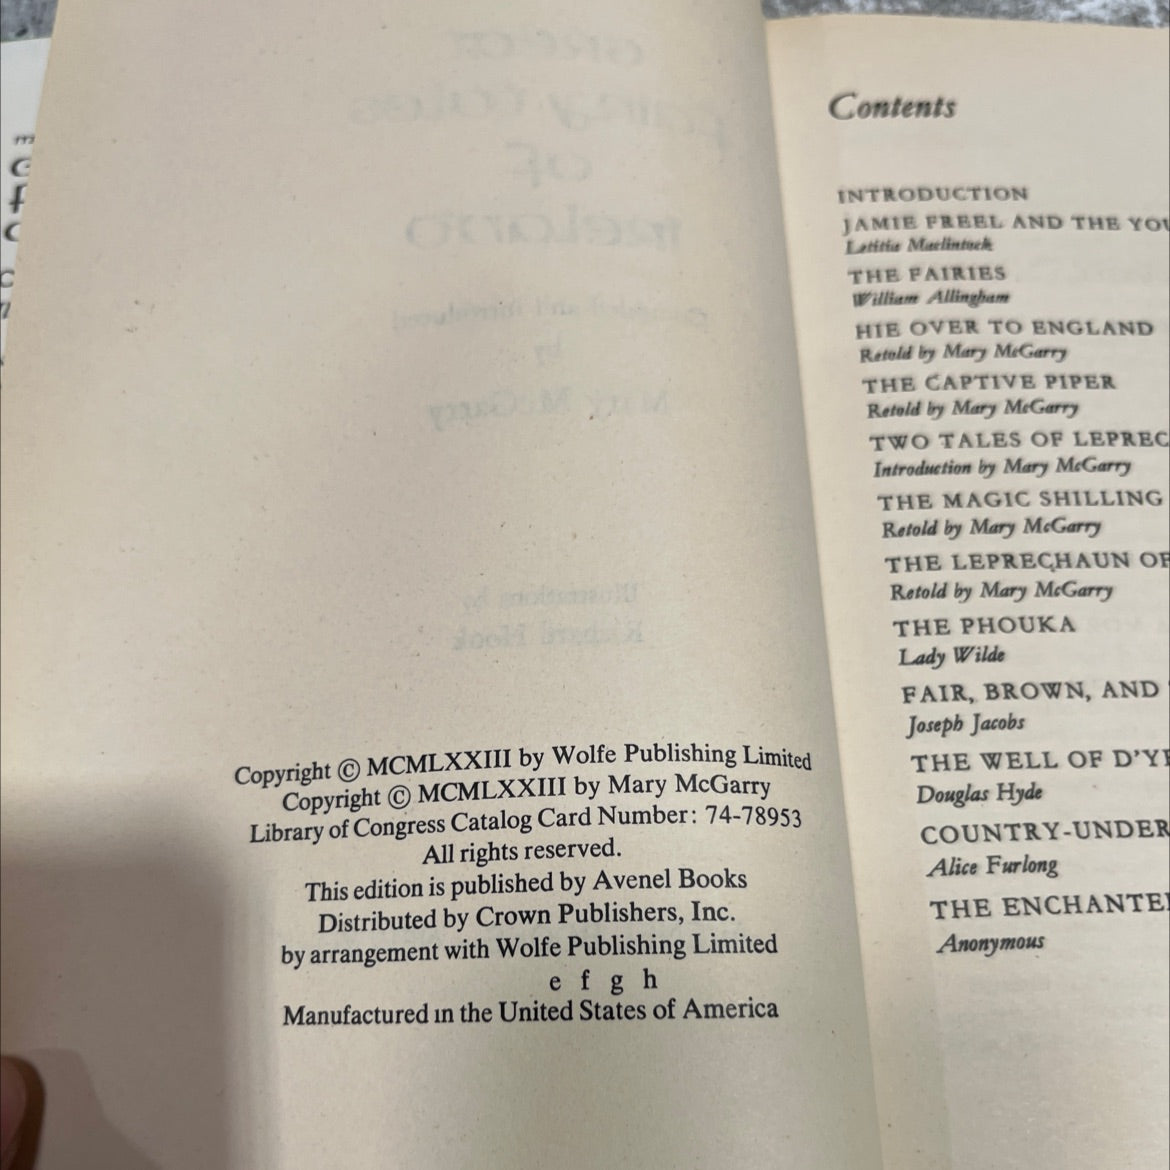 Copyright © MCMLXXIII by Wolfe Publishing Limited
Copyright © MCMLXXIII by Mary McGarry
Library of Congress Catalog Card Number: 74-78953
All rights reserved.
This edition is published by Avenel Books
Distributed by Crown Publishers, Inc.
by arrangement with Wolfe Publishing Limited
e f g h
Manufactured in the United States of America
Contents
INTRODUCTION
JAMIE FREEL AND THE
Letitia Maclintock
THE FAIRIES
William Allingham
HIE OVER TO ENGLAND
Retold by Mary McGarry
THE CAPTIVE PIPER
Retold by Mary McGarry
TWO TALES OF
Introduction by Mary McGarry
THE MAGIC SHILLING
Retold by Mary McGarry
THE LEPRECHAUN OF
Retold by Mary McGarry
THE PHOUKA
Lady Wilde
FAIR, BROWN, AND
Joseph Jacobs
THE WELL OF
Douglas Hyde
COUNTRY-UNDER
Alice Furlong
THE
Anonymous